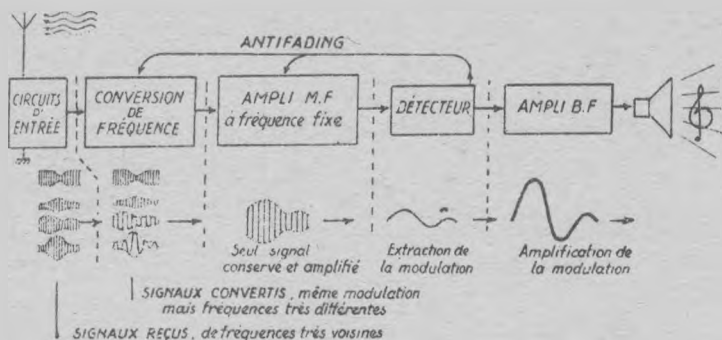 ANTIFADING
CIRCUITS
D'
ENTRÉE
CONVERSION
DE
FRÉQUENCE
AMPLI M.F
à fréquence fixe
DÉTECTEUR
AMPLI B.F
Seul signal
conservé et amplifié
Extraction de
la modulation
Amplification de
la modulation
SIGNAUX CONVERTIS, même modulation
mais fréquences très différentes
SIGNAUX REÇUS, de fréquences très voisines